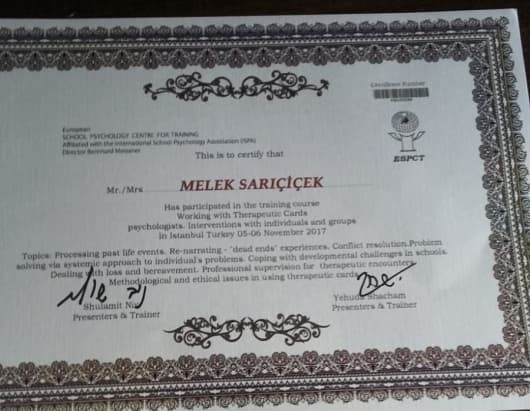 Certificate Number
European
SCHOOL PSYCHOLOGY CENTRE FOR TRAINING
Affiliated with the International School Psychology Association (ISPA)
Director Bernhard Meissner
ESPCT
This is to certify that
Mr./Mrs MELEK SARIÇİÇEK
Has participated in the training course
Working with Therapeutic Cards
psychologists. Interventions with individuals and groups
in Istanbul Turkey 05-06 November 2017
Topics: Processing past life events. Re-narrating - "dead ends" experiences. Conflict resolution.Problem
solving via systemic approach to individual's problems. Coping with developmental challenges in schools.
Dealing with loss and bereavement. Professional supervision for therapeutic encounters
Methodological and ethical issues in using therapeutic cards
Shulamit
Presenters & Trainer
Yehuda Shacham
Presenters & Trainer